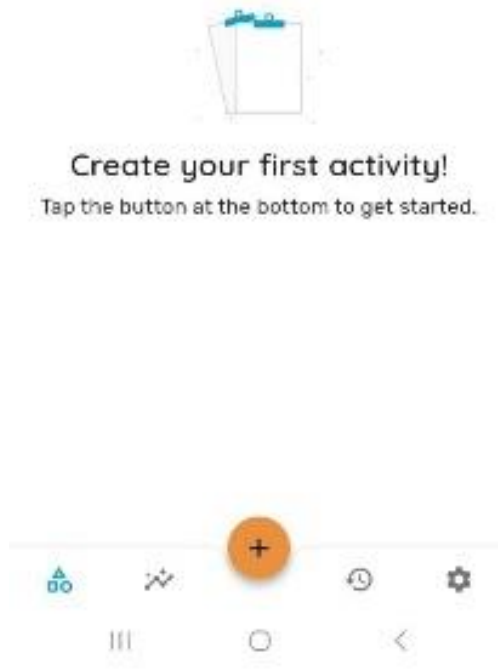 Create your first activity!
Tap the button at the bottom to get started.